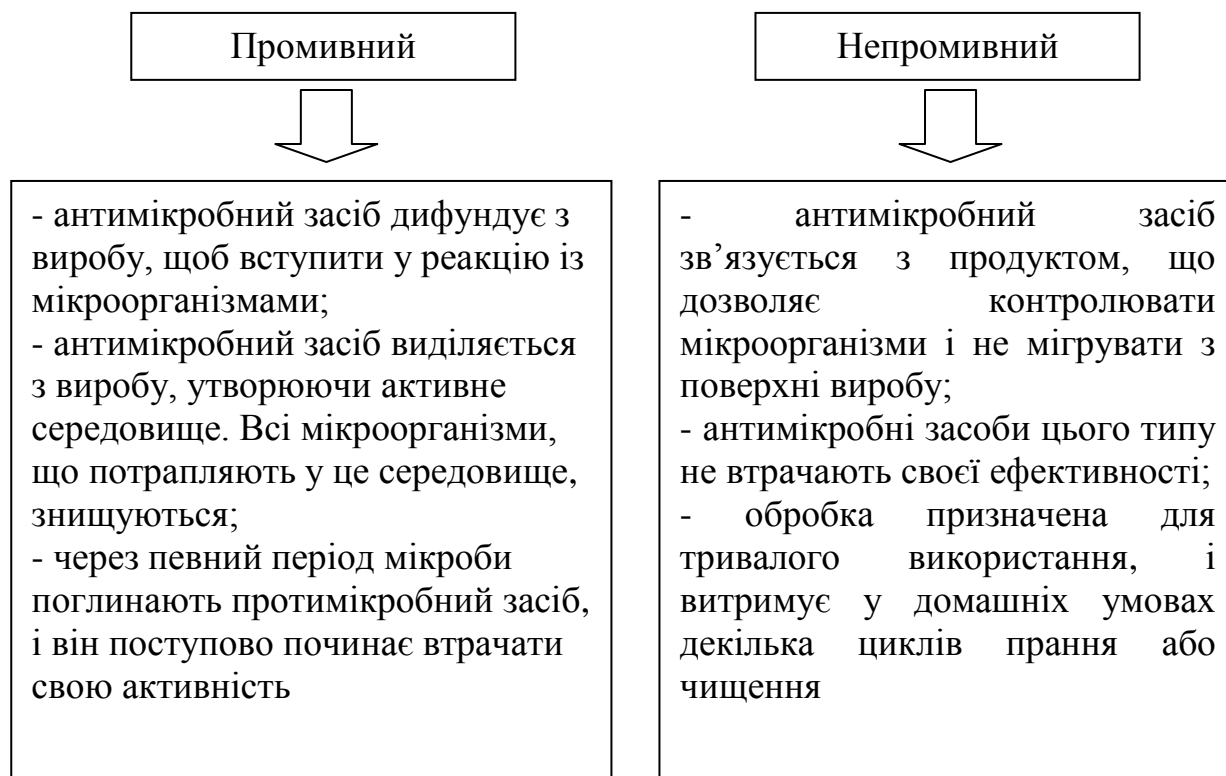 Промивний
Непромивний
- антимікробний засіб дифундує з
виробу, щоб вступити у реакцію із
мікроорганізмами;
- антимікробний засіб виділяється
з виробу, утворюючи активне
середовище. Всі мікроорганізми,
що потрапляють у це середовище,
знищуються;
- через певний період мікроби
поглинають протимікробний засіб,
і він поступово починає втрачати
свою активність
- антимікробний засіб
зв’язується з продуктом, що
дозволяє контролювати
мікроорганізми і не мігрувати з
поверхні виробу;
- антимікробні засоби цього типу
не втрачають своєї ефективності;
- обробка призначена для
тривалого використання, і
витримує у домашніх умовах
декілька циклів прання або
чищення